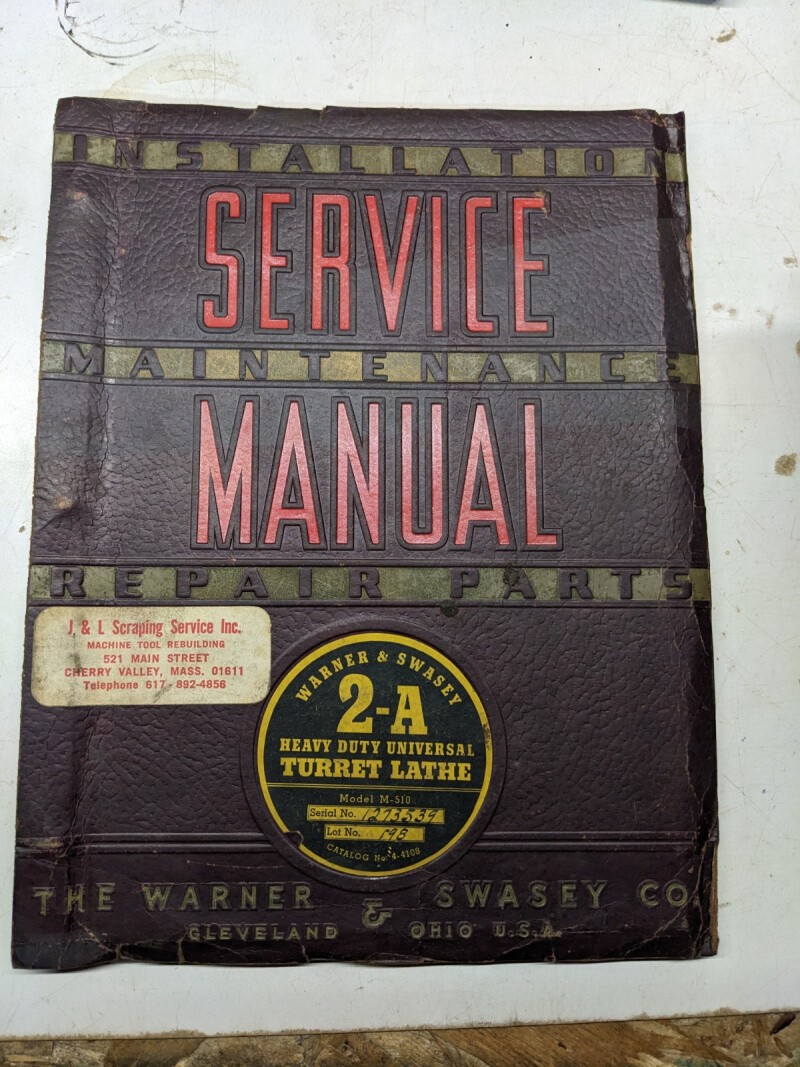 INSTALLATION
SERVICE
MAINTENANCE
MANUAL
REPAIR PARTS
J. & L Scraping Service Inc.
MACHINE TOOL REBUILDING
521 MAIN STREET
CHERRY VALLEY, MASS. 01611
Telephone 617-892-4856
WARNER & SWASEY
2-A
HEAVY DUTY UNIVERSAL
TURRET LATHE
Model M-510
Serial No. 1273539
Lot No. 198
CATALOG No. 4-4108
THE WARNER & SWASEY CO.
CLEVELAND OHIO U.S.A.